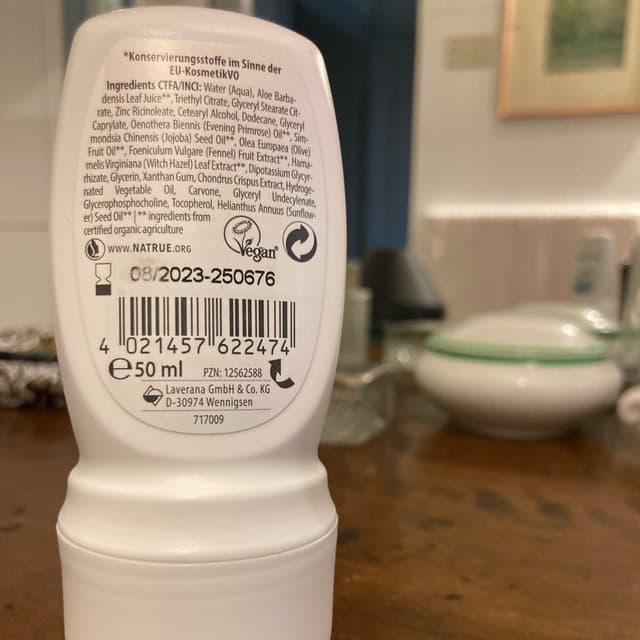 *Konservierungsstoffe im Sinne der
EU-KosmetikVO
Ingredients CTFA/INCI: Water (Aqua), Aloe Barba-
densis Leaf Juice**, Triethyl Citrate, Glyceryl Stearate Cit-
rate, Zinc Ricinoleate, Cetearyl Alcohol, Dodecane, Glyceryl
Caprylate, Oenothera Biennis (Evening Primrose) Oil**, Sim-
mondsia Chinensis (Jojoba) Seed Oil**, Olea Europaea (Olive)
Fruit Oil**, Foeniculum Vulgare (Fennel) Fruit Extract**, Hama-
melis Virginiana (Witch Hazel) Leaf Extract**, Dipotassium Glycyr-
rhizate, Glycerin, Xanthan Gum, Chondrus Crispus Extract, Hydroge-
nated Vegetable Oil, Carvone, Glyceryl Undecylenate,
Glycerophosphocholine, Tocopherol, Helianthus Annuus (Sunflow-
er) Seed Oil** | ** ingredients from
certified organic agriculture
Vegan
WWW.NATRUE.ORG
08/2023-250676
4 021457 622474
e 50 ml PZN: 12562588
Laverana GmbH & Co. KG
D-30974 Wennigsen
717009